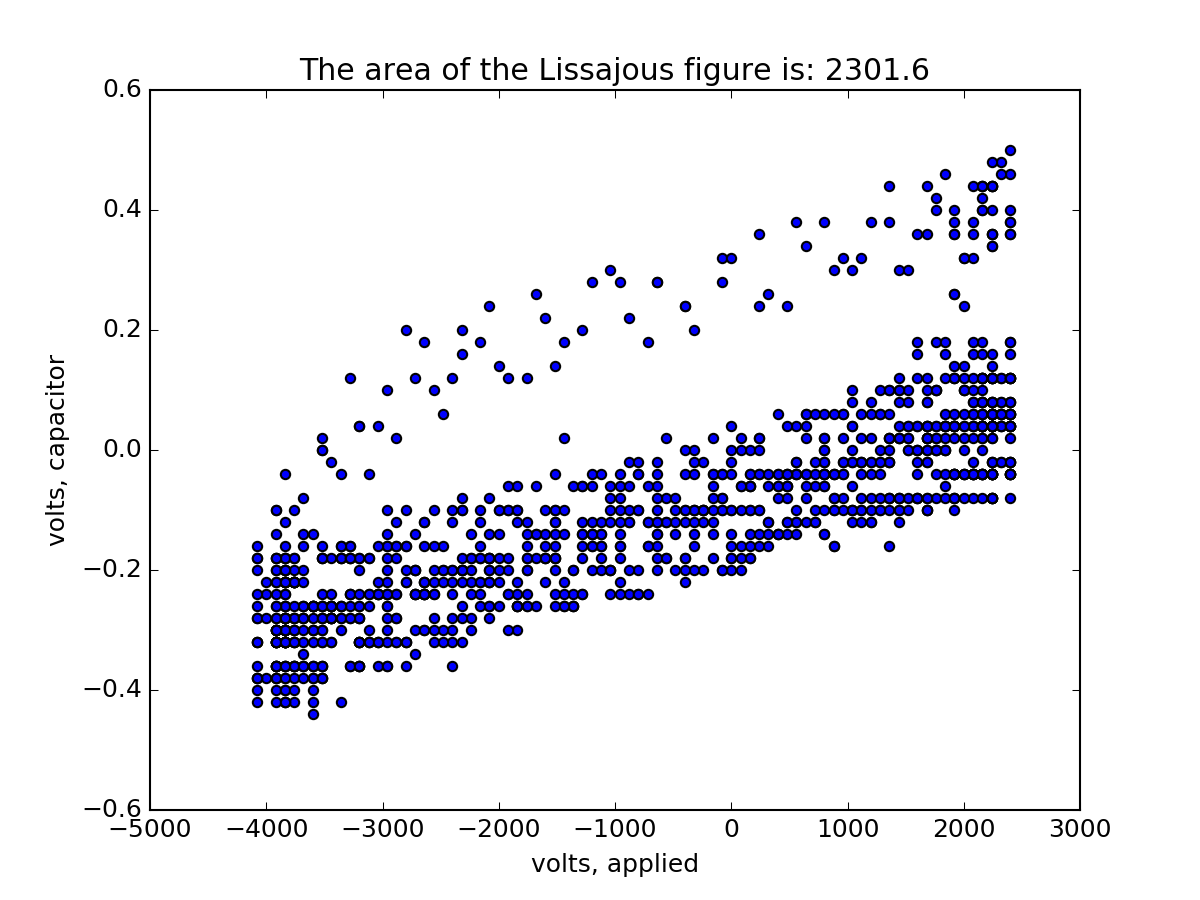 The area of the Lissajous figure is: 2301.6
0.6
0.4
0.2
0.0
−0.2
−0.4
−0.6
volts, capacitor
−5000 −4000 −3000 −2000 −1000 0 1000 2000 3000
volts, applied